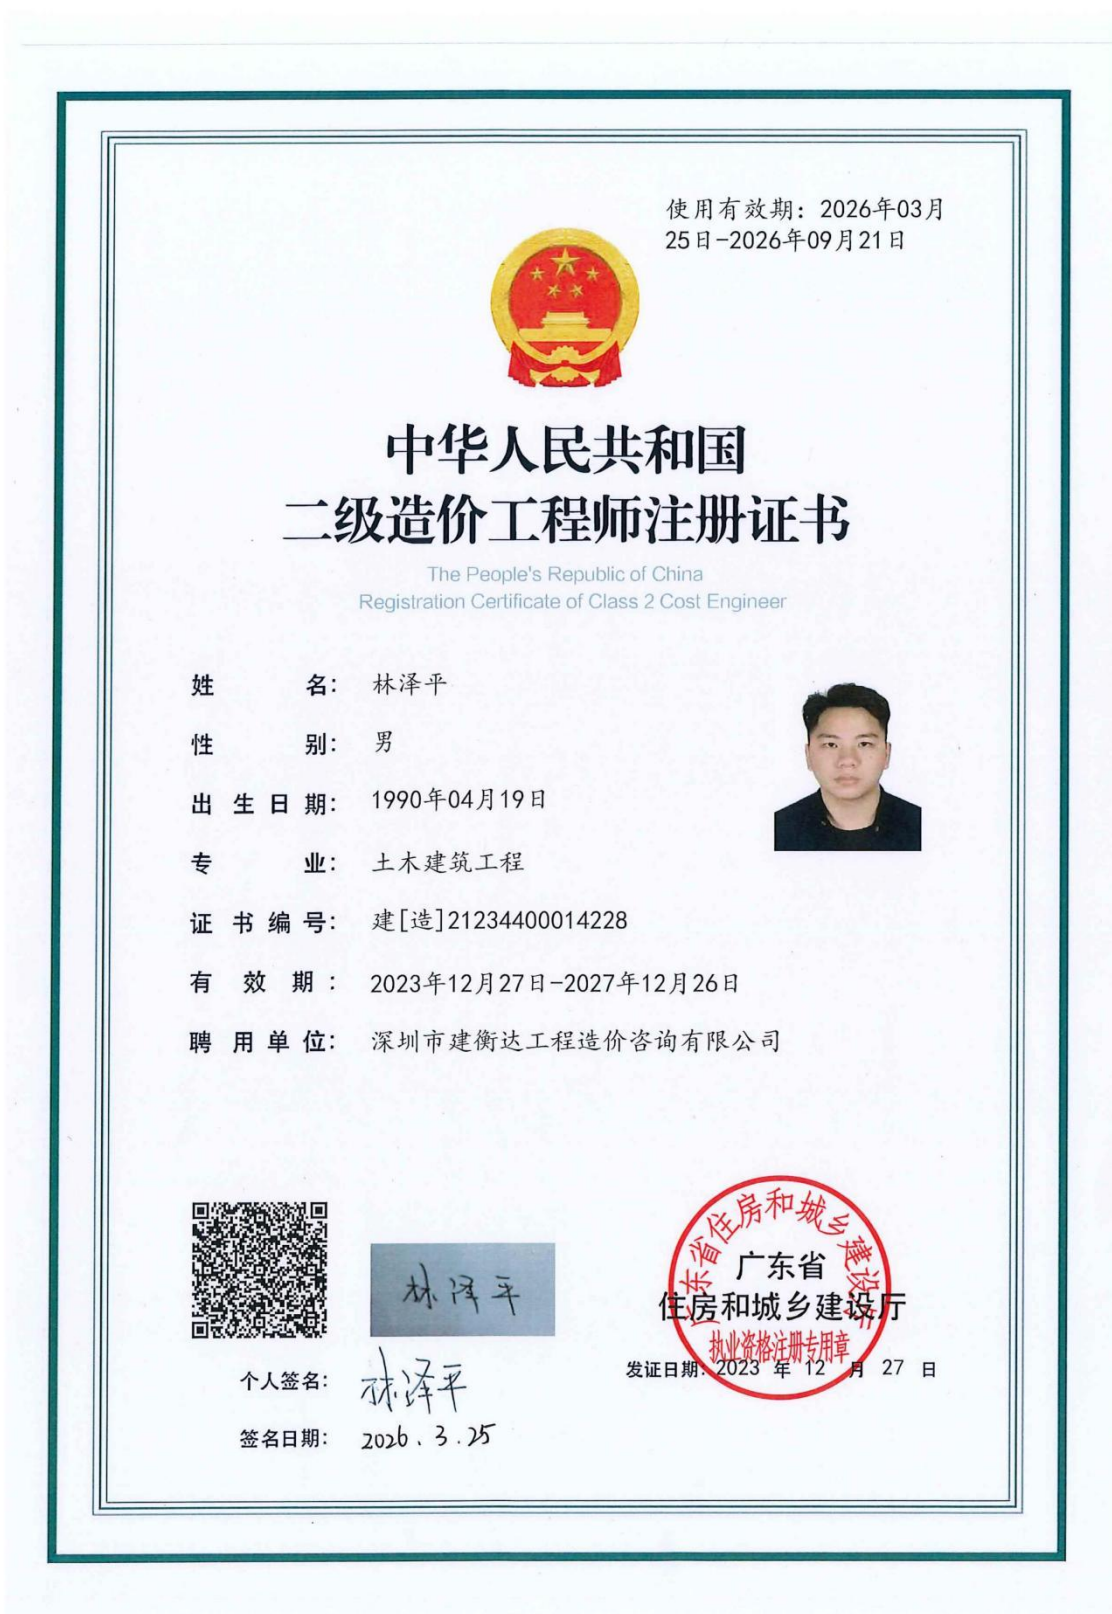 使用有效期：2026年03月
25日-2026年09月21日
中华人民共和国
二级造价工程师注册证书
The People's Republic of China
Registration Certificate of Class 2 Cost Engineer
姓 名： 林泽平
性 别： 男
出生日期： 1990年04月19日
专 业： 土木建筑工程
证书编号： 建[造]21234400014228
有 效 期： 2023年12月27日-2027年12月26日
聘用单位： 深圳市建衡达工程造价咨询有限公司
林泽平
个人签名： 林泽平
签名日期： 2026.3.25
广东省住房和城乡建设厅
广东省
住房和城乡建设厅
执业资格注册专用章
发证日期：2023 年 12 月 27 日